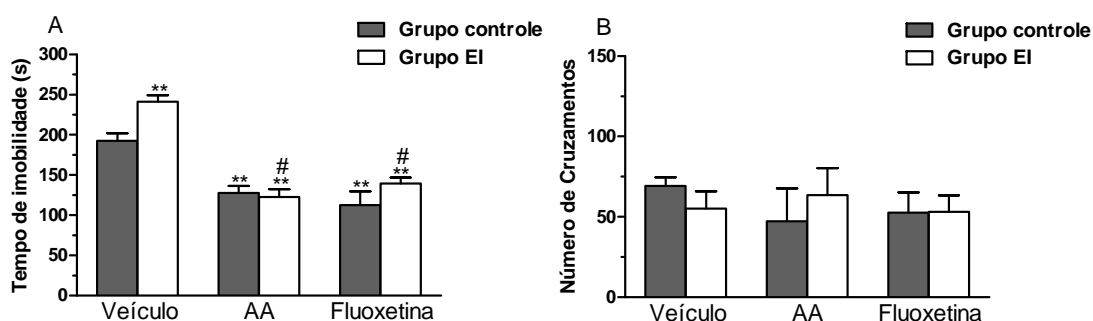 A
Grupo controle
Grupo EI
Tempo de imobilidade (s)
300
250
200
150
100
50
0
**
**
#
**
**
#
**
Veículo
AA
Fluoxetina
B
Grupo controle
Grupo EI
Número de Cruzamentos
150
100
50
0
Veículo
AA
Fluoxetina